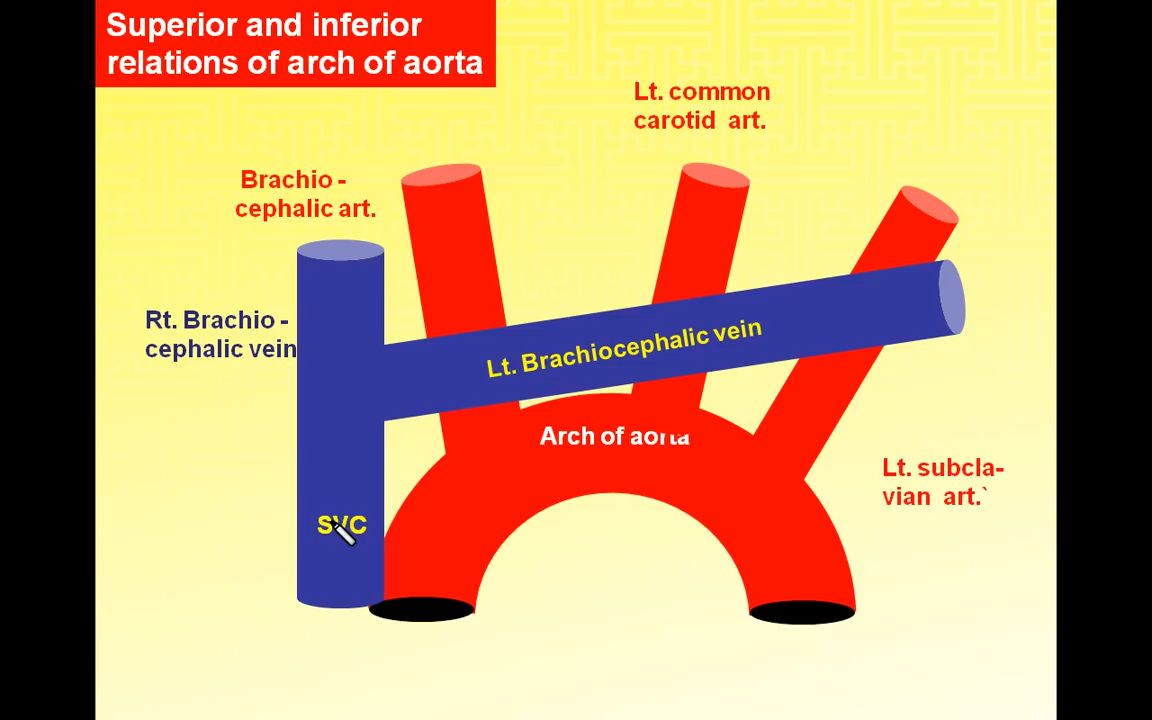 Superior and inferior
relations of arch of aorta
Lt. common
carotid art.
Brachio -
cephalic art.
Rt. Brachio -
cephalic vein
Lt. Brachiocephalic vein
Arch of aorta
Lt. subcla-
vian art.`
SVC